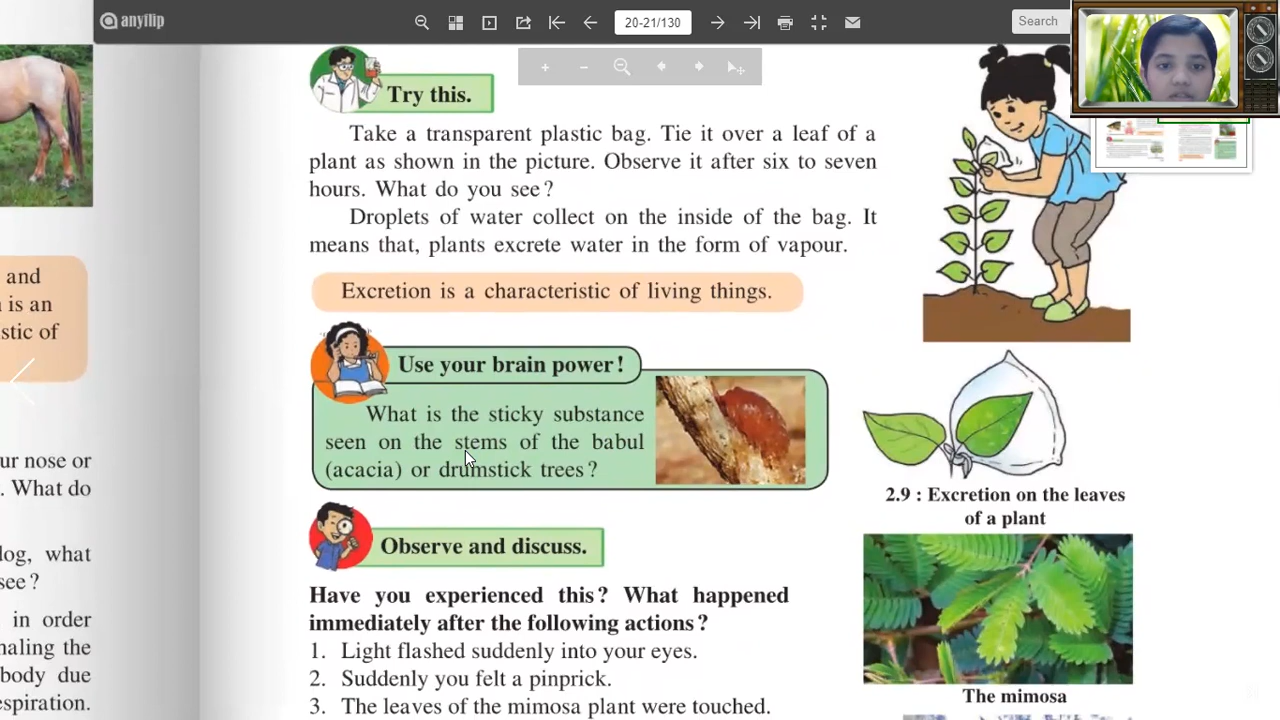 anyflip
20-21/130
Search
Try this.
Take a transparent plastic bag. Tie it over a leaf of a
plant as shown in the picture. Observe it after six to seven
hours. What do you see?
Droplets of water collect on the inside of the bag. It
means that, plants excrete water in the form of vapour.
Excretion is a characteristic of living things.
Use your brain power!
What is the sticky substance
seen on the stems of the babul
(acacia) or drumstick trees?
Observe and discuss.
Have you experienced this? What happened
immediately after the following actions?
1. Light flashed suddenly into your eyes.
2. Suddenly you felt a pinprick.
3. The leaves of the mimosa plant were touched.
2.9 : Excretion on the leaves
of a plant
The mimosa
and
is an
stic of
ur nose or
. What do
log, what
see?
in order
haling the
body due
espiration.